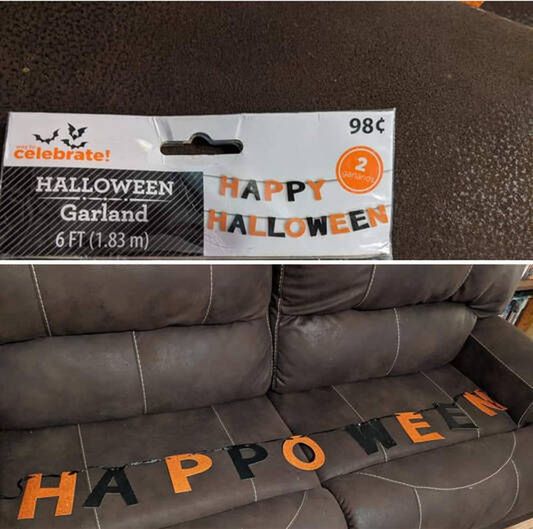 98¢
way to
celebrate!
2
garlands
HALLOWEEN
Garland
6 FT (1.83 m)
HAPPY
HALLOWEEN
HAPPOWEEN